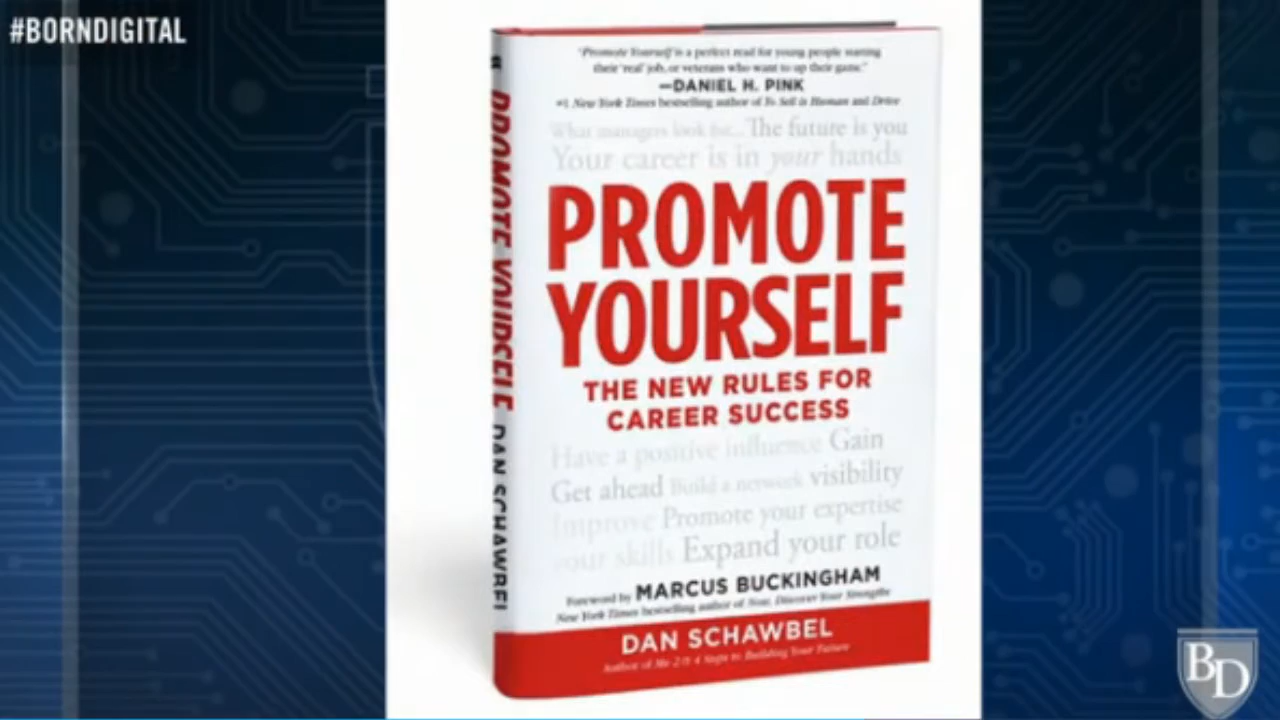 #BORNDIGITAL
"Promote Yourself is a perfect read for young people starting
their 'real' job, or veterans who want to up their game."
—DANIEL H. PINK
#1 New York Times bestselling author of To Sell is Human and Drive
What managers look for... The future is you
Your career is in your hands
PROMOTE
YOURSELF
THE NEW RULES FOR
CAREER SUCCESS
Have a positive influence Gain
Get ahead Build a network visibility
Improve Promote your expertise
your skills Expand your role
Foreword by MARCUS BUCKINGHAM
New York Times bestselling author of Now, Discover Your Strengths
DAN SCHAWBEL
Author of Me 2.0: 4 Steps to Building Your Future
PROMOTE YOURSELF DAN SCHAWBEL
BD